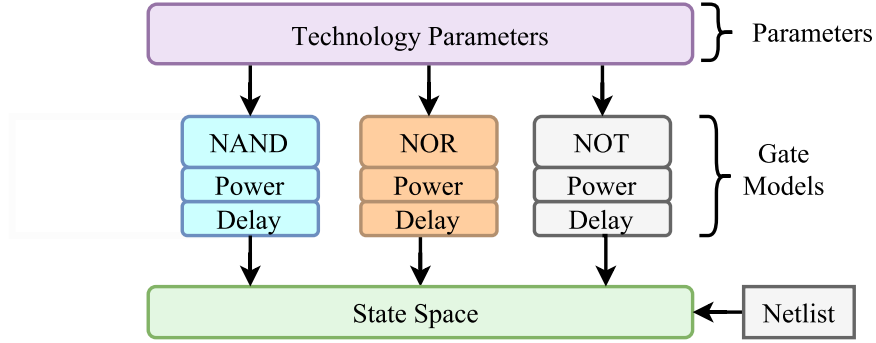 Technology Parameters
Parameters
NAND
NOR
NOT
Power
Power
Power
Delay
Delay
Delay
Gate
Models
State Space
Netlist